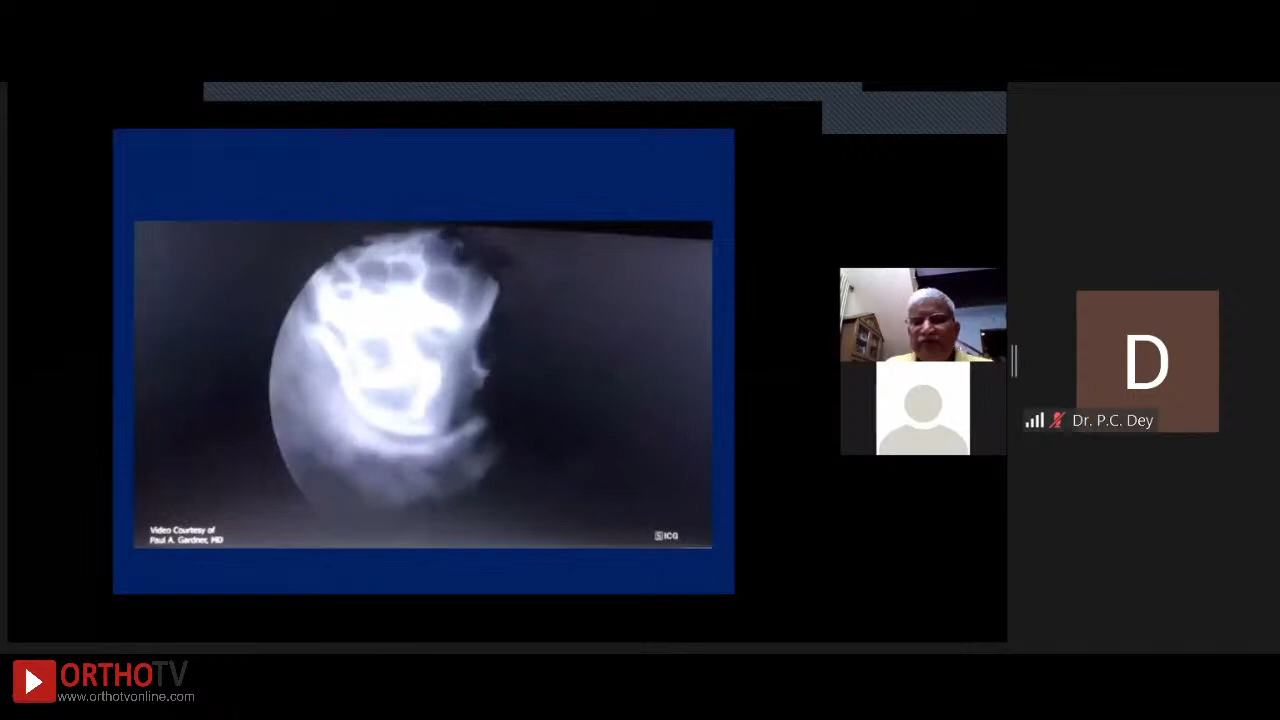 Video Courtesy of
Paul A. Gardner, MD
S ICG
D
Dr. P.C. Dey
ORTHOTV
www.orthotvonline.com